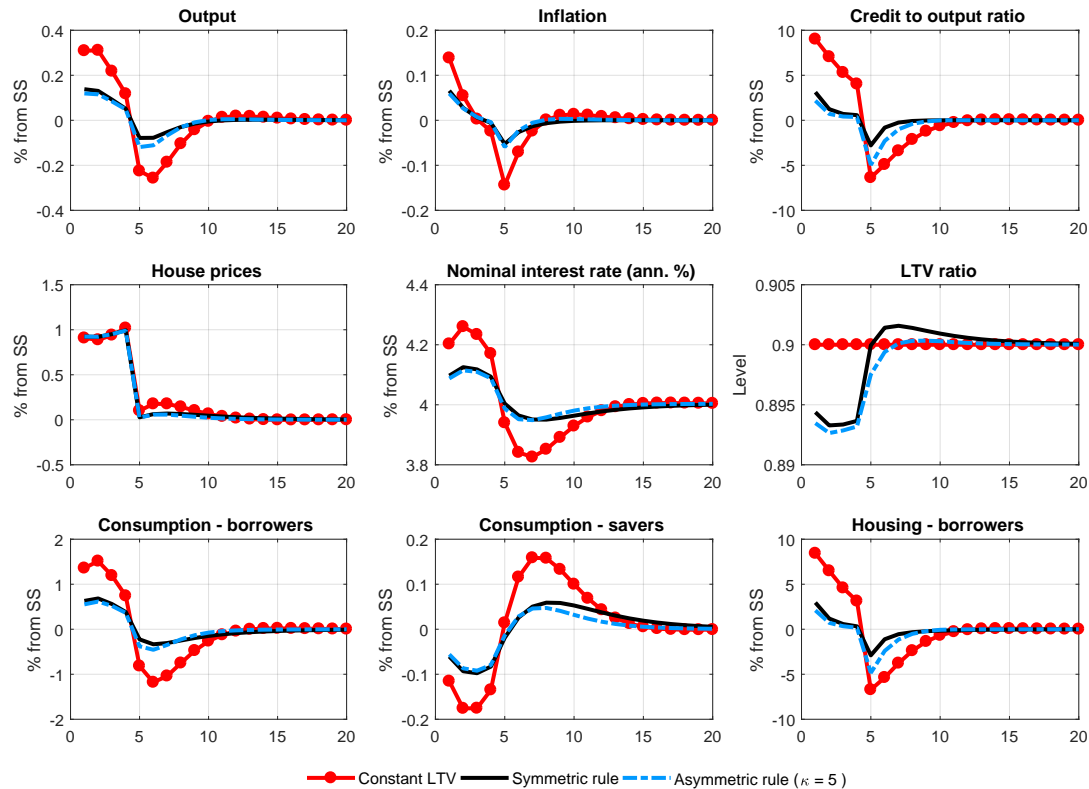 Output
Inflation
Credit to output ratio
% from SS
0.4
0.2
0
-0.2
-0.4
0 5 10 15 20
% from SS
0.2
0.1
0
-0.1
-0.2
0 5 10 15 20
% from SS
10
5
0
-5
-10
0 5 10 15 20
House prices
Nominal interest rate (ann. %)
LTV ratio
% from SS
1.5
1
0.5
0
-0.5
0 5 10 15 20
% from SS
4.4
4.2
4
3.8
0 5 10 15 20
Level
0.905
0.9
0.895
0.89
0 5 10 15 20
Consumption - borrowers
Consumption - savers
Housing - borrowers
% from SS
2
1
0
-1
-2
0 5 10 15 20
% from SS
0.2
0.1
0
-0.1
-0.2
0 5 10 15 20
% from SS
10
5
0
-5
-10
0 5 10 15 20
Constant LTV Symmetric rule Asymmetric rule (κ = 5 )